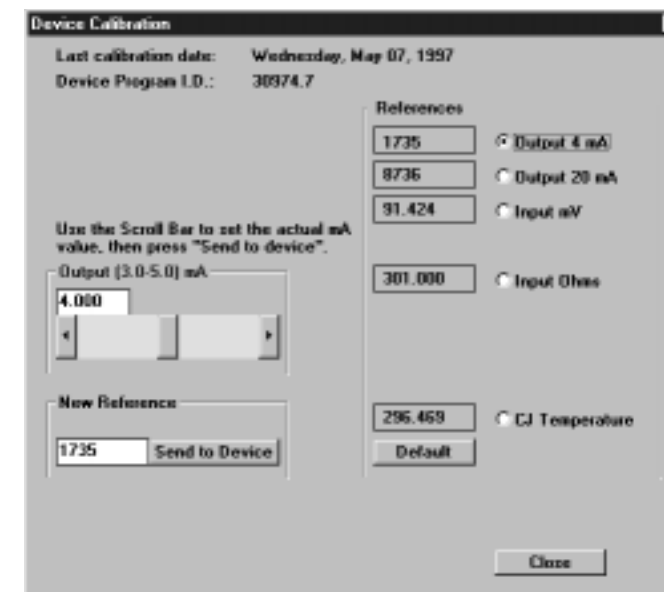 Device Calibration
Last calibration date: Wednesday, May 07, 1997
Device Program I.D.: 30974.7
References
1735 Output 4 mA
8736 Output 20 mA
91.424 Input mV
Use the Scroll Bar to set the actual mA
value, then press "Send to device".
Output (3.0-5.0) mA
4.000
301.000 Input Ohms
New Reference
1735 Send to Device
296.469 CJ Temperature
Default
Close